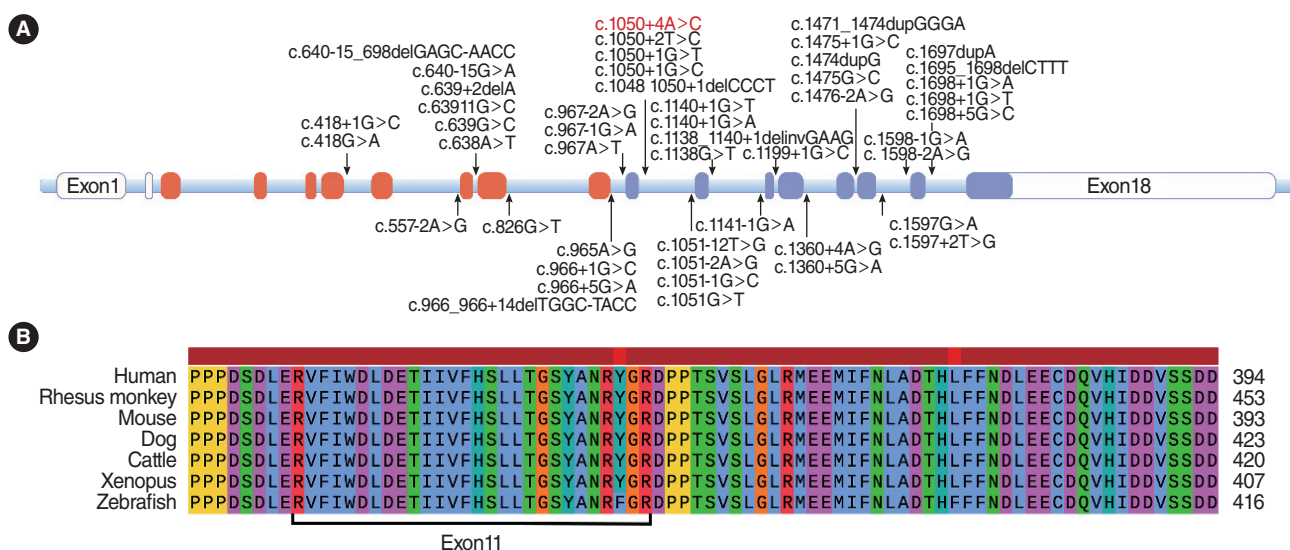 A
c.640-15_698delGAGC-AACC
c.640-15G>A
c.639+2delA
c.63911G>C
c.639G>C
c.638A>T
c.418+1G>C
c.418G>A
c.1050+4A>C
c.1050+2T>C
c.1050+1G>T
c.1050+1G>C
c.1048 1050+1delCCCT
c.967-2A>G
c.967-1G>A
c.967A>T
c.1140+1G>T
c.1140+1G>A
c.1138_1140+1delinvGAAG
c.1138G>T
c.1199+1G>C
c.1471_1474dupGGGA
c.1475+1G>C
c.1474dupG
c.1475G>C
c.1476-2A>G
c.1697dupA
c.1695_1698delCTTT
c.1698+1G>A
c.1698+1G>T
c.1698+5G>C
c.1598-1G>A
c.1598-2A>G
Exon1
Exon18
c.557-2A>G
c.826G>T
c.965A>G
c.966+1G>C
c.966+5G>A
c.966_966+14delTGGC-TACC
c.1141-1G>A
c.1051-12T>G
c.1051-2A>G
c.1051-1G>C
c.1051G>T
c.1360+4A>G
c.1360+5G>A
c.1597G>A
c.1597+2T>G
B
Human PPPDSDLERVFIWDLDETIIVFHSLLTGSYANRYGRDPPTSVSLGLRMEEMIFNLADTHLFFNDLEECDQVHIDDVSSDD 394
Rhesus monkey PPPDSDLERVFIWDLDETIIVFHSLLTGSYANRYGRDPPTSVSLGLRMEEMIFNLADTHLFFNDLEECDQVHIDDVSSDD 453
Mouse PPPDSDLERVFIWDLDETIIVFHSLLTGSYANRYGRDPPTSVSLGLRMEEMIFNLADTHLFFNDLEECDQVHIDDVSSDD 393
Dog PPPDSDLERVFIWDLDETIIVFHSLLTGSYANRYGRDPPTSVSLGLRMEEMIFNLADTHLFFNDLEECDQVHIDDVSSDD 423
Cattle PPPDSDLERVFIWDLDETIIVFHSLLTGSYANRYGRDPPTSVSLGLRMEEMIFNLADTHLFFNDLEECDQVHIDDVSSDD 420
Xenopus PPPDSDLERVFIWDLDETIIVFHSLLTGSYANRYGRDPPTSVSLGLRMEEMIFNLADTHLFFNDLEECDQVHIDDVSSDD 407
Zebrafish PPPDSDLERVFIWDLDETIIVFHSLLTGSYANRFGRDPPTSVSLGLRMEEMIFNLADTHFFFNDLEECDQVHIDDVSSDD 416
Exon11